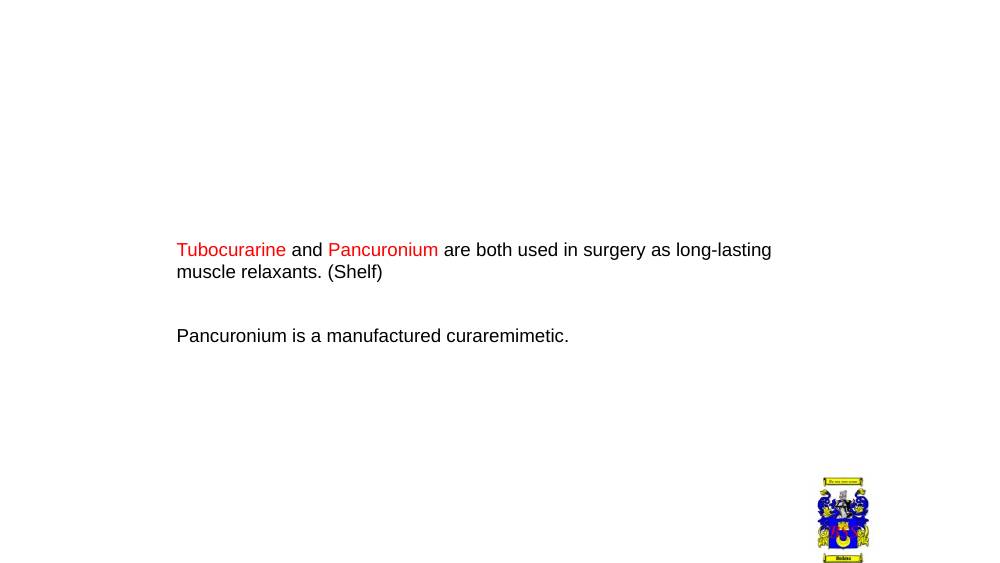 Tubocurarine and Pancuronium are both used in surgery as long-lasting
muscle relaxants. (Shelf)
Pancuronium is a manufactured curaremimetic.